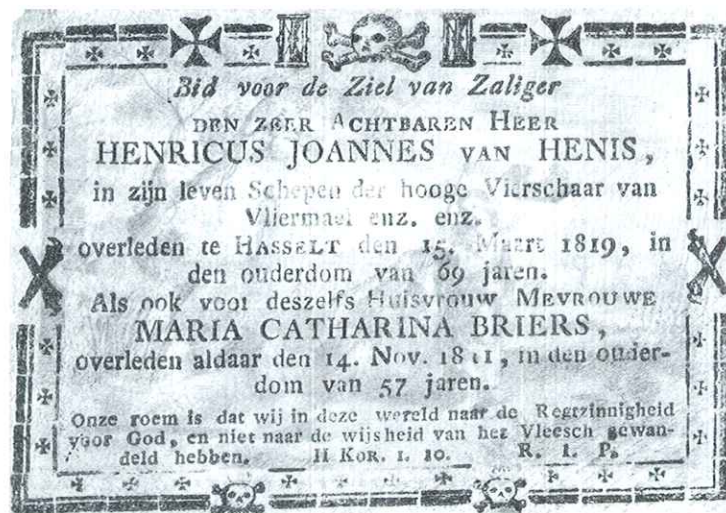 Bid voor de Ziel van Zaliger
DEN ZEER ACHTBAREN HEER
HENRICUS JOANNES VAN HENIS,
in zijn leven Schepen der hooge Vierschaar van
Vliermael enz. enz.
overleden te HASSELT den 15. Maart 1819, in
den ouderdom van 69 jaren.
Als ook voor deszelfs Huisvrouw MEVROUWE
MARIA CATHARINA BRIERS,
overleden aldaar den 14. Nov. 1811, in den ouder-
dom van 57 jaren.
Onze roem is dat wij in deze wereld naar de Regtzinnigheid
voor God, en niet naar de wijsheid van het Vleesch gewan-
deld hebben. II KOR. 1. 10. R. I. P.